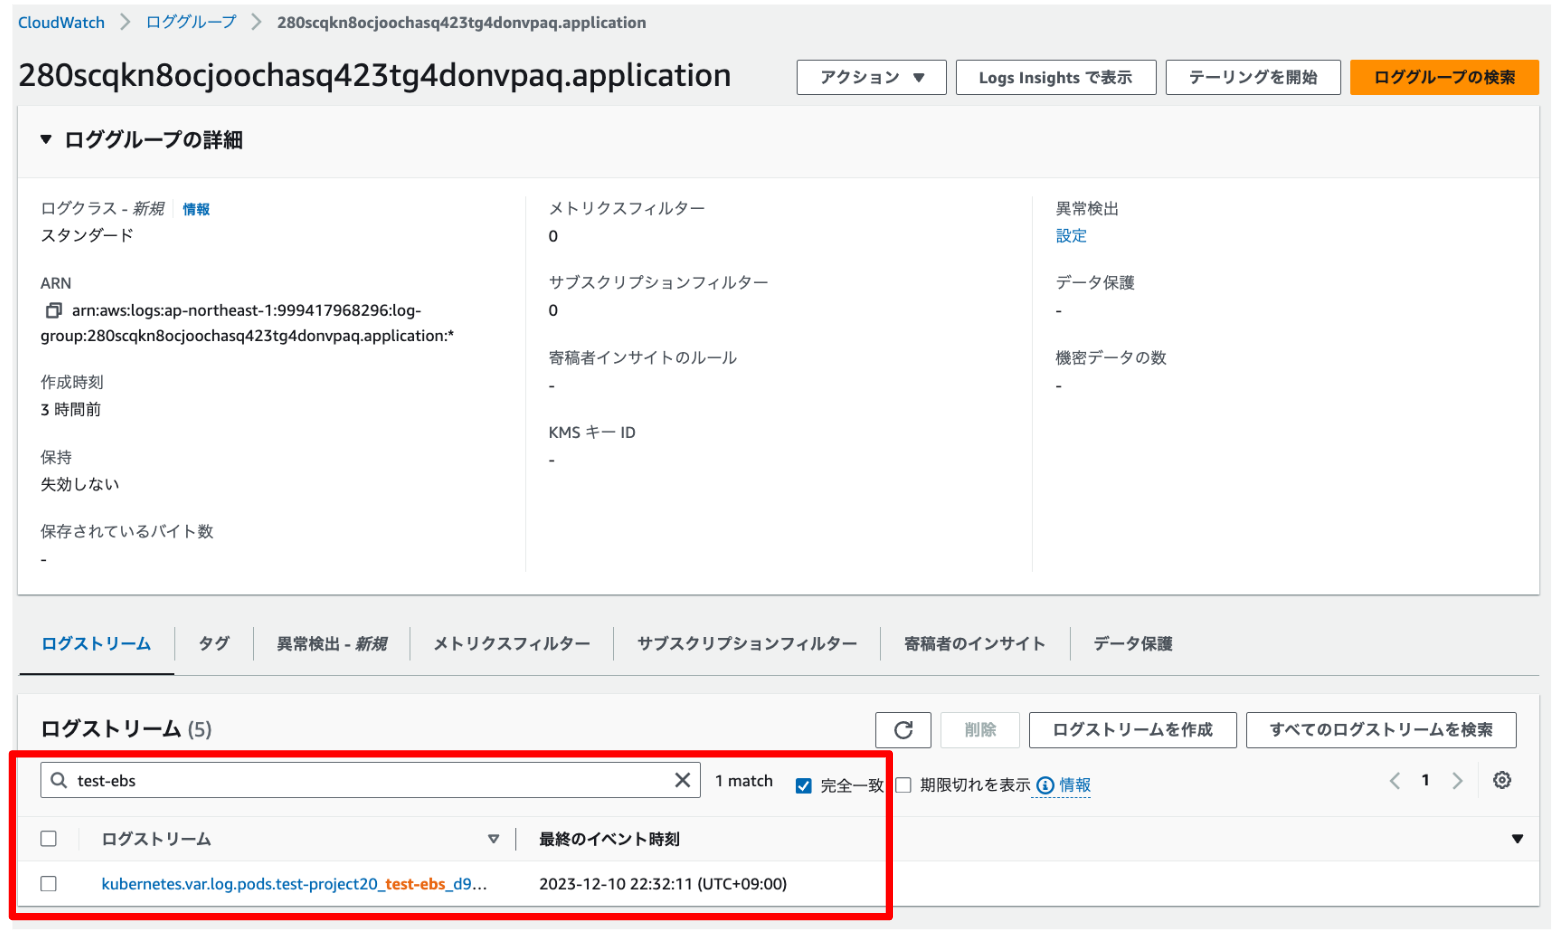 CloudWatch
ロググループ
280scqkn8ocjoochasq423tg4donvpaq.application
280scqkn8ocjoochasq423tg4donvpaq.application
アクション
Logs Insights で表示
テーリングを開始
ロググループの検索
ロググループの詳細
ログクラス - 新規
情報
スタンダード
ARN
arn:aws:logs:ap-northeast-1:999417968296:log-
group:280scqkn8ocjoochasq423tg4donvpaq.application:*
作成時刻
3 時間前
保持
失効しない
保存されているバイト数
-
メトリクスフィルター
0
サブスクリプションフィルター
0
寄稿者インサイトのルール
-
KMS キー ID
-
異常検出
設定
データ保護
-
機密データの数
-
ログストリーム
タグ
異常検出 - 新規
メトリクスフィルター
サブスクリプションフィルター
寄稿者のインサイト
データ保護
ログストリーム (5)
削除
ログストリームを作成
すべてのログストリームを検索
test-ebs
1 match
完全一致
期限切れを表示
情報
1
ログストリーム
最終のイベント時刻
kubernetes.var.log.pods.test-project20_test-ebs_d9...
2023-12-10 22:32:11 (UTC+09:00)